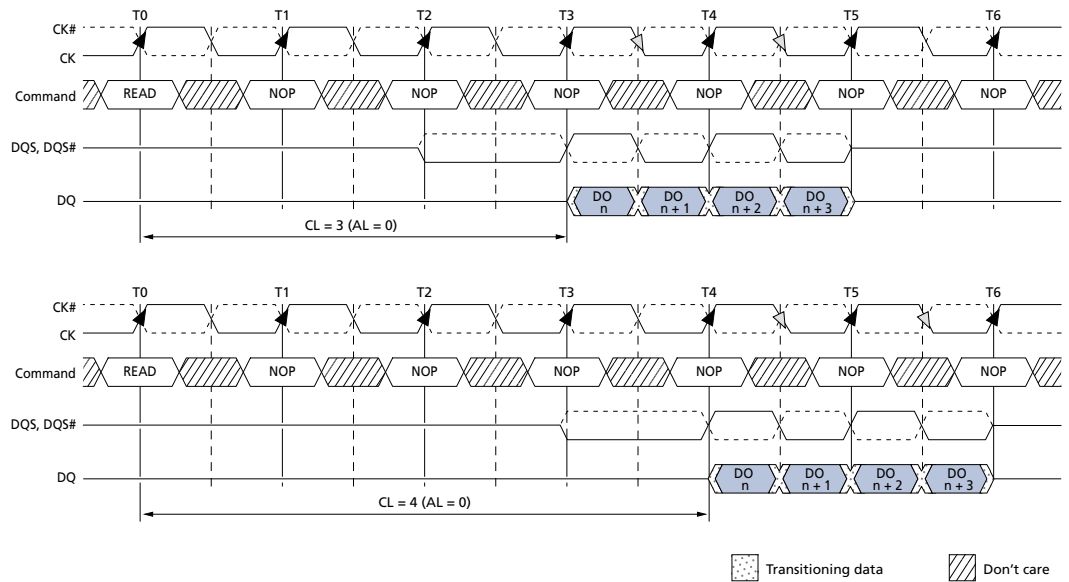 T0 T1 T2 T3 T4 T5 T6
CK#
CK
Command READ NOP NOP NOP NOP NOP NOP
DQS, DQS#
DQ DO n DO n + 1 DO n + 2 DO n + 3
CL = 3 (AL = 0)
T0 T1 T2 T3 T4 T5 T6
CK#
CK
Command READ NOP NOP NOP NOP NOP NOP
DQS, DQS#
DQ DO n DO n + 1 DO n + 2 DO n + 3
CL = 4 (AL = 0)
Transitioning data Don't care